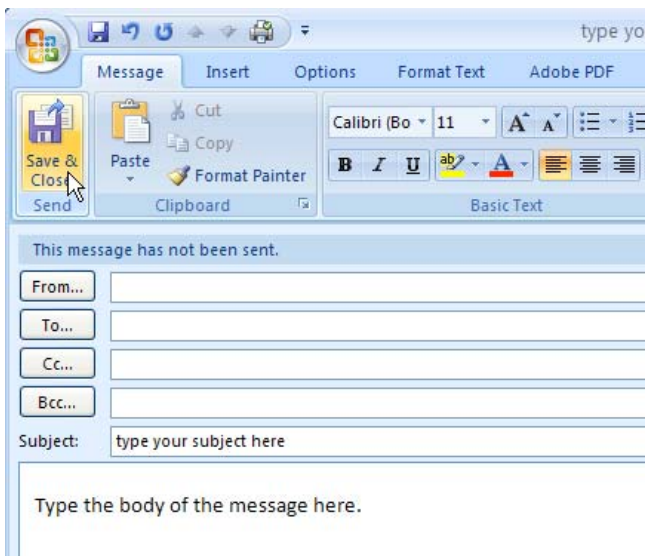 type yo
Message Insert Options Format Text Adobe PDF
Save & Close
Paste
Cut
Copy
Format Painter
Calibri (Bo 11 A A
B I U ab A
Send Clipboard Basic Text
This message has not been sent.
From...
To...
Cc...
Bcc...
Subject: type your subject here
Type the body of the message here.